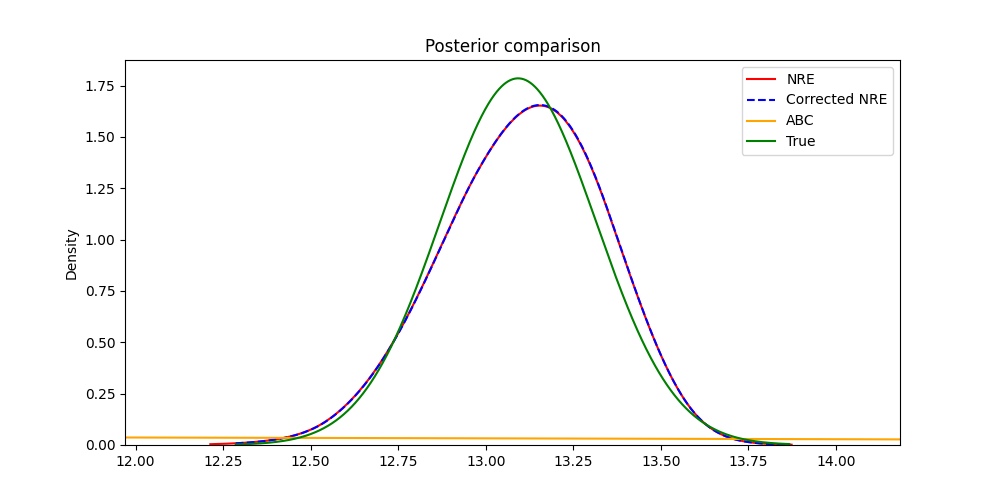 Posterior comparison
Density
1.75
1.50
1.25
1.00
0.75
0.50
0.25
0.00
12.00 12.25 12.50 12.75 13.00 13.25 13.50 13.75 14.00
NRE
Corrected NRE
ABC
True